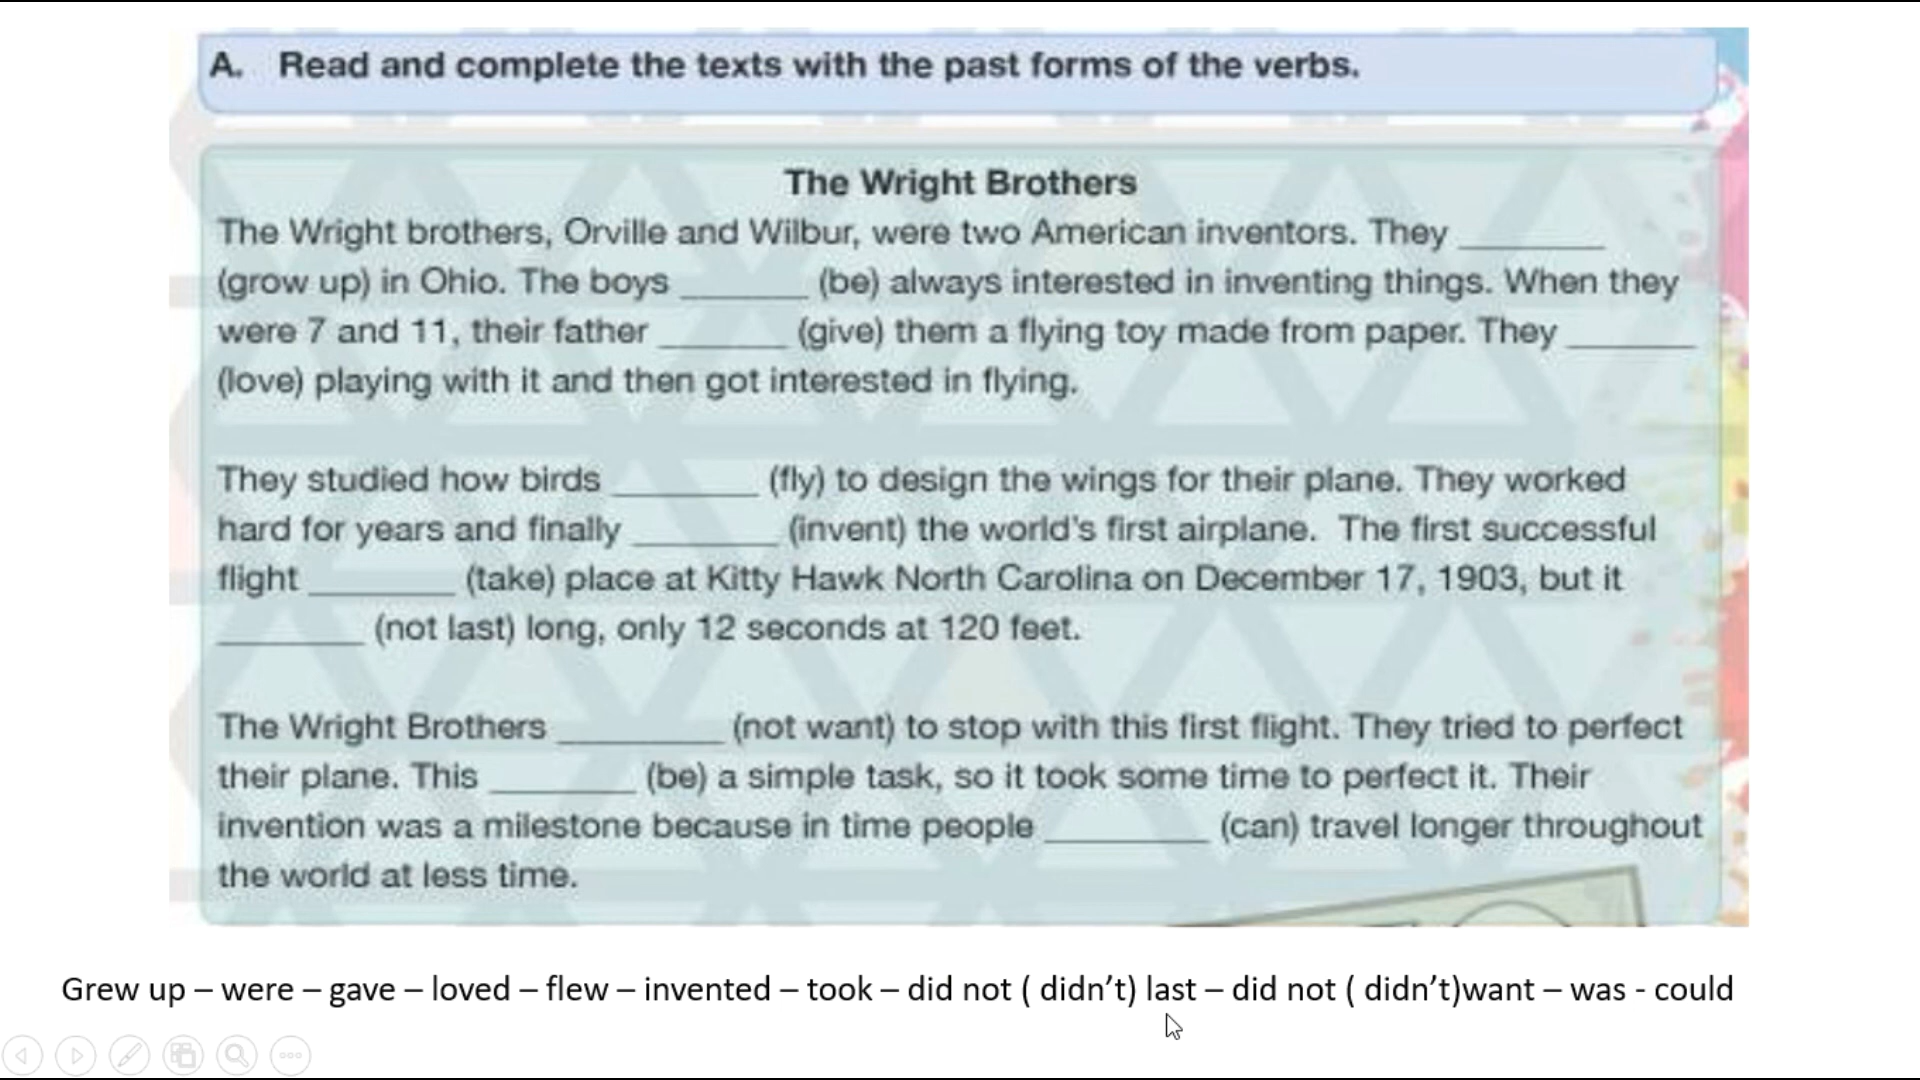 A. Read and complete the texts with the past forms of the verbs.
The Wright Brothers
The Wright brothers, Orville and Wilbur, were two American inventors. They ________
(grow up) in Ohio. The boys _______ (be) always interested in inventing things. When they
were 7 and 11, their father _______ (give) them a flying toy made from paper. They _______
(love) playing with it and then got interested in flying.
They studied how birds ________ (fly) to design the wings for their plane. They worked
hard for years and finally ________ (invent) the world's first airplane. The first successful
flight ________ (take) place at Kitty Hawk North Carolina on December 17, 1903, but it
________ (not last) long, only 12 seconds at 120 feet.
The Wright Brothers _________ (not want) to stop with this first flight. They tried to perfect
their plane. This ________ (be) a simple task, so it took some time to perfect it. Their
invention was a milestone because in time people _________ (can) travel longer throughout
the world at less time.
Grew up – were – gave – loved – flew – invented – took – did not ( didn’t) last – did not ( didn’t)want – was - could